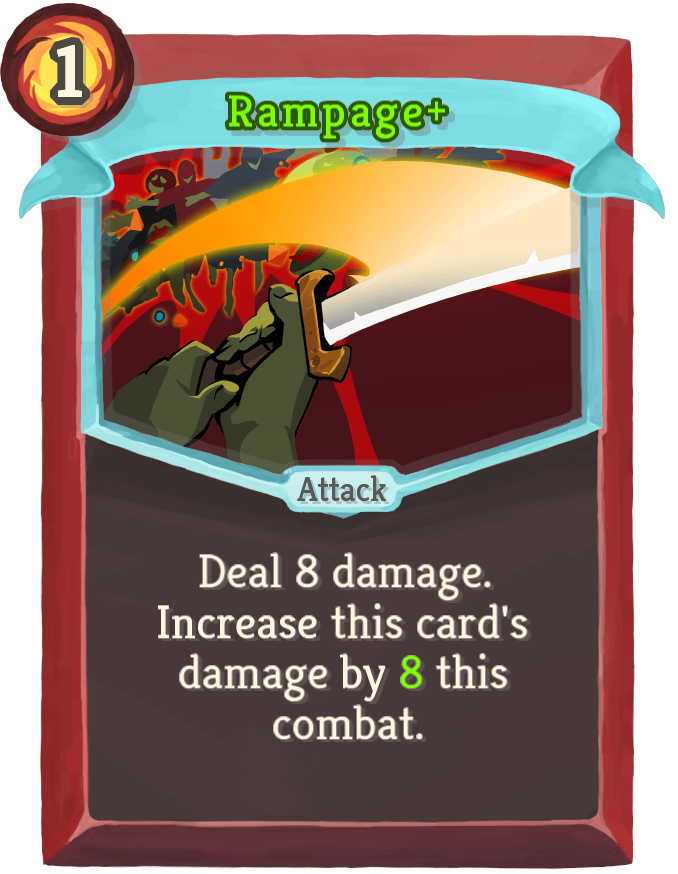 1
Rampage+
Attack
Deal 8 damage.
Increase this card's
damage by 8 this
combat.